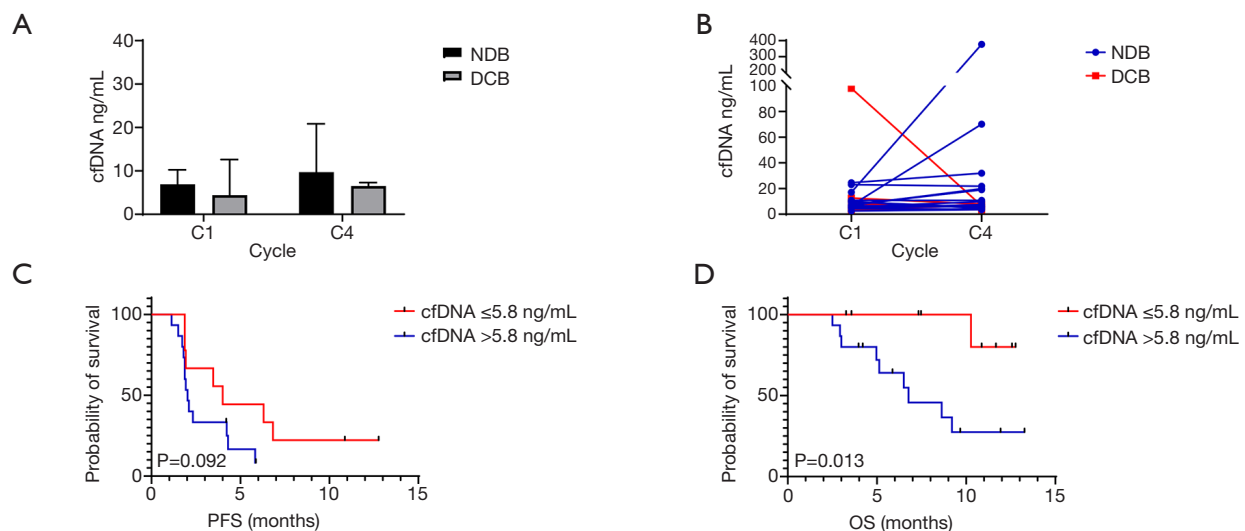 A
40
30
20
10
0
cfDNA ng/mL
C1
C4
Cycle
NDB
DCB
B
400
300
200
100
80
60
40
20
0
cfDNA ng/mL
C1
C4
Cycle
NDB
DCB
C
100
50
0
Probability of survival
P=0.092
0
5
10
15
PFS (months)
cfDNA ≤5.8 ng/mL
cfDNA >5.8 ng/mL
D
100
50
0
Probability of survival
P=0.013
0
5
10
15
OS (months)
cfDNA ≤5.8 ng/mL
cfDNA >5.8 ng/mL